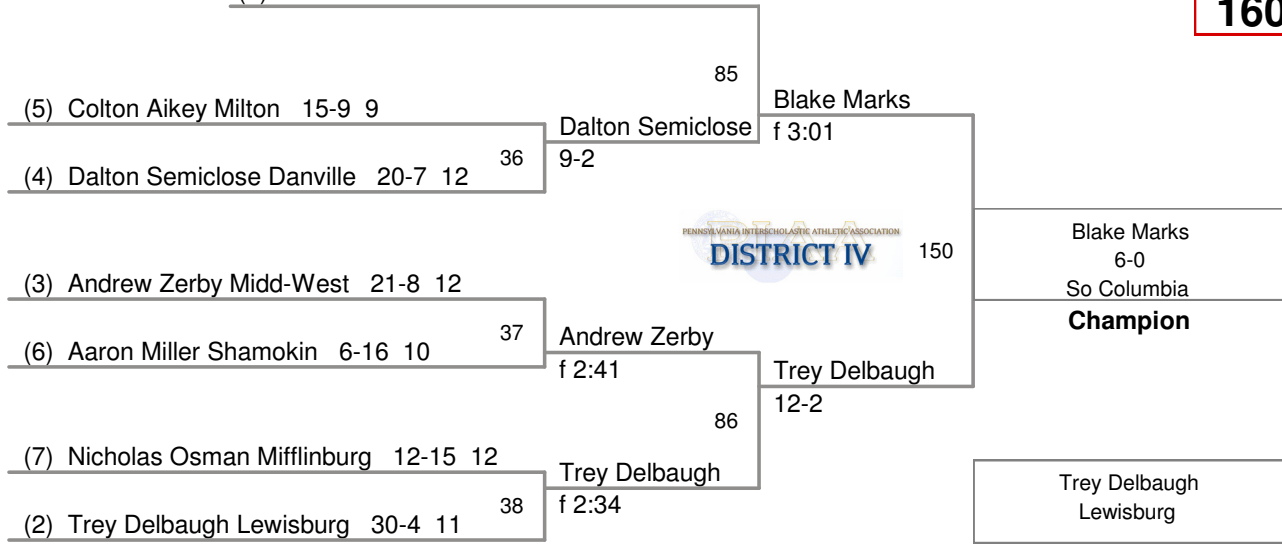 160
85
(5) Colton Aikey Milton 15-9 9
Blake Marks
Dalton Semiclose
f 3:01
36
9-2
(4) Dalton Semiclose Danville 20-7 12
PENNSYLVANIA INTERSCHOLASTIC ATHLETIC ASSOCIATION
DISTRICT IV
150
Blake Marks
6-0
So Columbia
Champion
(3) Andrew Zerby Midd-West 21-8 12
37
Andrew Zerby
(6) Aaron Miller Shamokin 6-16 10
f 2:41
Trey Delbaugh
12-2
86
(7) Nicholas Osman Mifflinburg 12-15 12
Trey Delbaugh
38
f 2:34
(2) Trey Delbaugh Lewisburg 30-4 11
Trey Delbaugh
Lewisburg